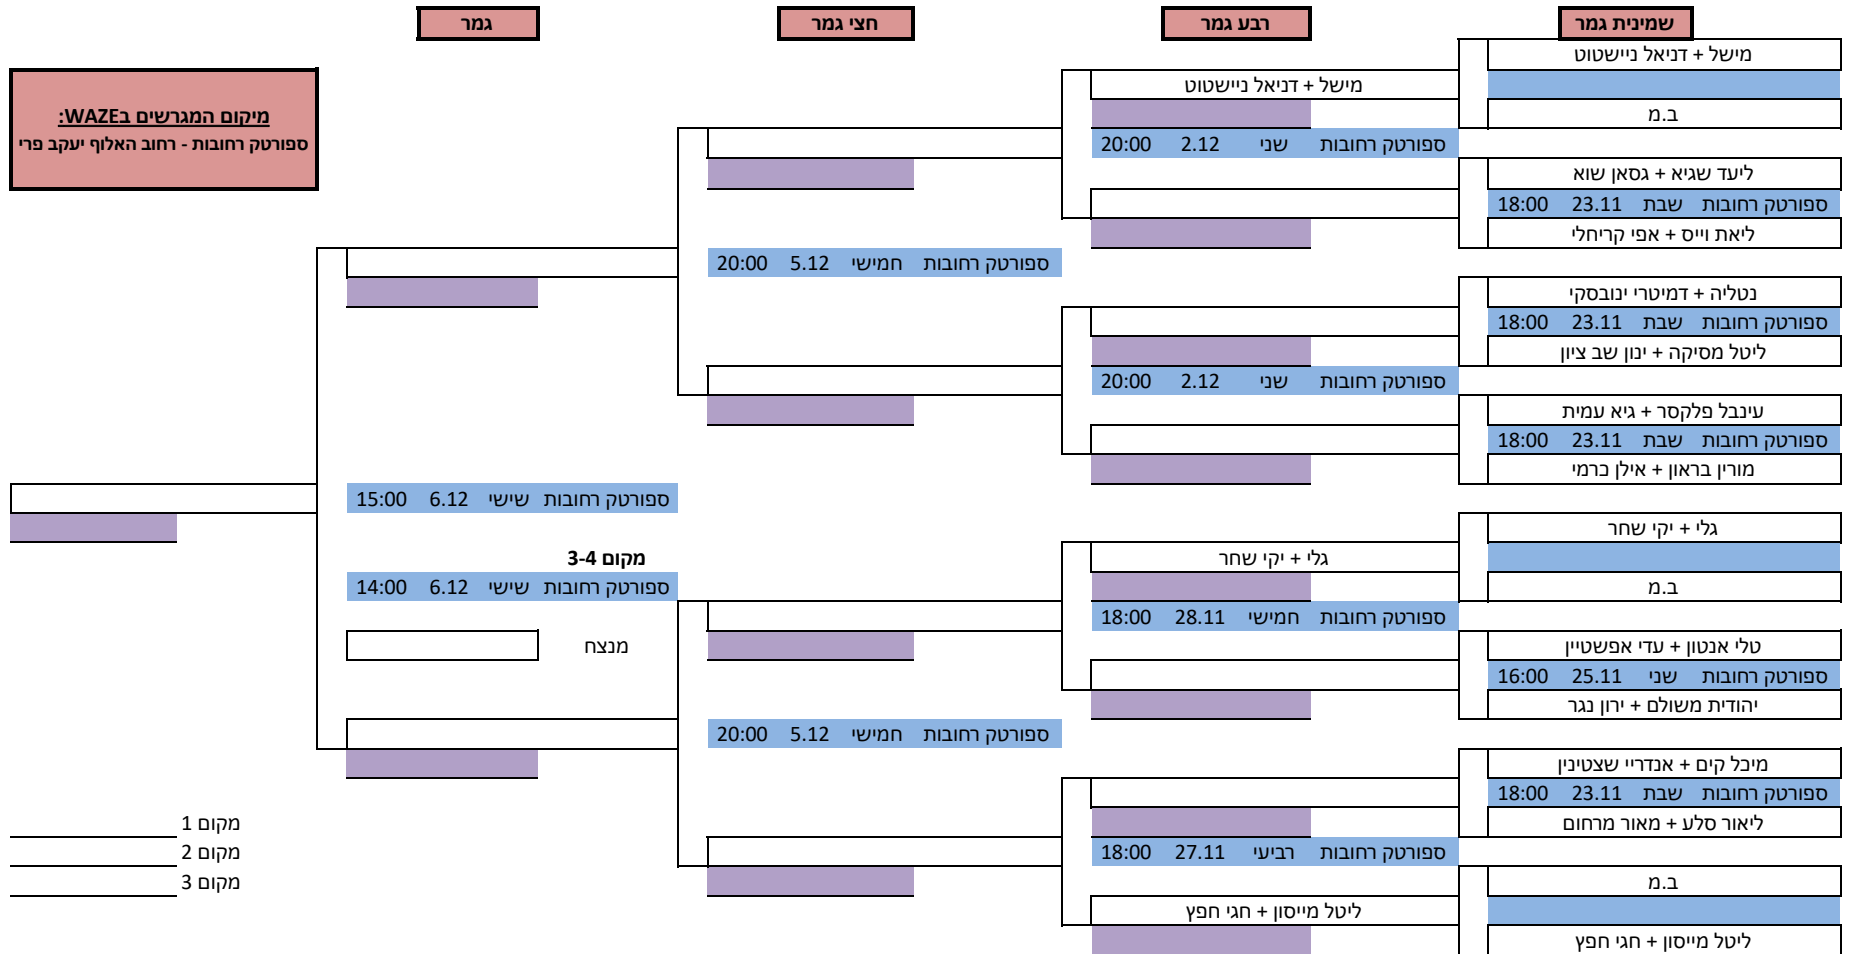 שמינית גמר
רבע גמר
חצי גמר
גמר
מיקום המגרשים בWAZE:
ספורטק רחובות - רחוב האלוף יעקב פרי
מישל + דניאל ניישטוט
ב.מ
ליעד שגיא + גסאן שוא
ספורטק רחובות שבת 23.11 18:00
ליאת וייס + אפי קריחלי
נטליה + דמיטרי ינובסקי
ספורטק רחובות שבת 23.11 18:00
ליטל מסיקה + ינון שב ציון
עינבל פלקסר + גיא עמית
ספורטק רחובות שבת 23.11 18:00
מורין בראון + אילן כרמי
גלי + יקי שחר
ב.מ
טלי אנטון + עדי אפשטיין
ספורטק רחובות שני 25.11 16:00
יהודית משולם + ירון נגר
מיכל קים + אנדריי שצטינין
ספורטק רחובות שבת 23.11 18:00
ליאור סלע + מאור מרחום
ב.מ
ליטל מייסון + חגי חפץ
מישל + דניאל ניישטוט
ספורטק רחובות שני 2.12 20:00
ספורטק רחובות שני 2.12 20:00
גלי + יקי שחר
ספורטק רחובות חמישי 28.11 18:00
ספורטק רחובות רביעי 27.11 18:00
ליטל מייסון + חגי חפץ
ספורטק רחובות חמישי 5.12 20:00
ספורטק רחובות חמישי 5.12 20:00
ספורטק רחובות שישי 6.12 15:00
מקום 3-4
ספורטק רחובות שישי 6.12 14:00
מנצח
מקום 1
מקום 2
מקום 3